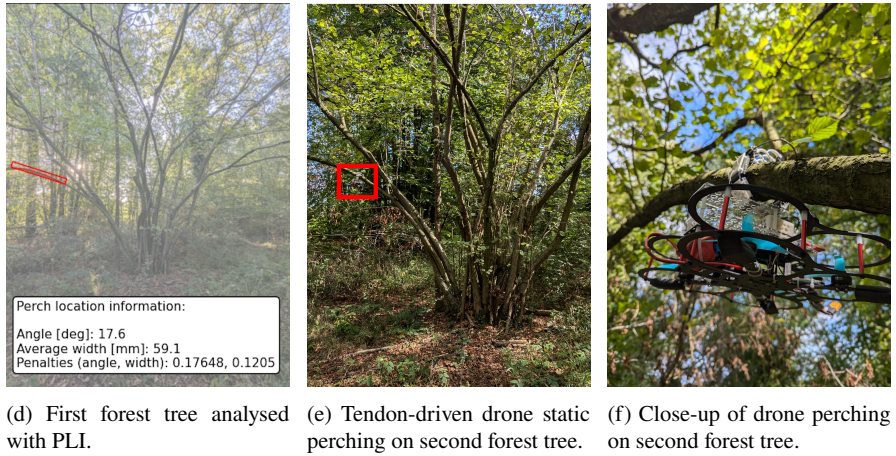 Perch location information:
Angle [deg]: 17.6
Average width [mm]: 59.1
Penalties (angle, width): 0.17648, 0.1205
(d) First forest tree analysed
with PLI.
(e) Tendon-driven drone static
perching on second forest tree.
(f) Close-up of drone perching
on second forest tree.